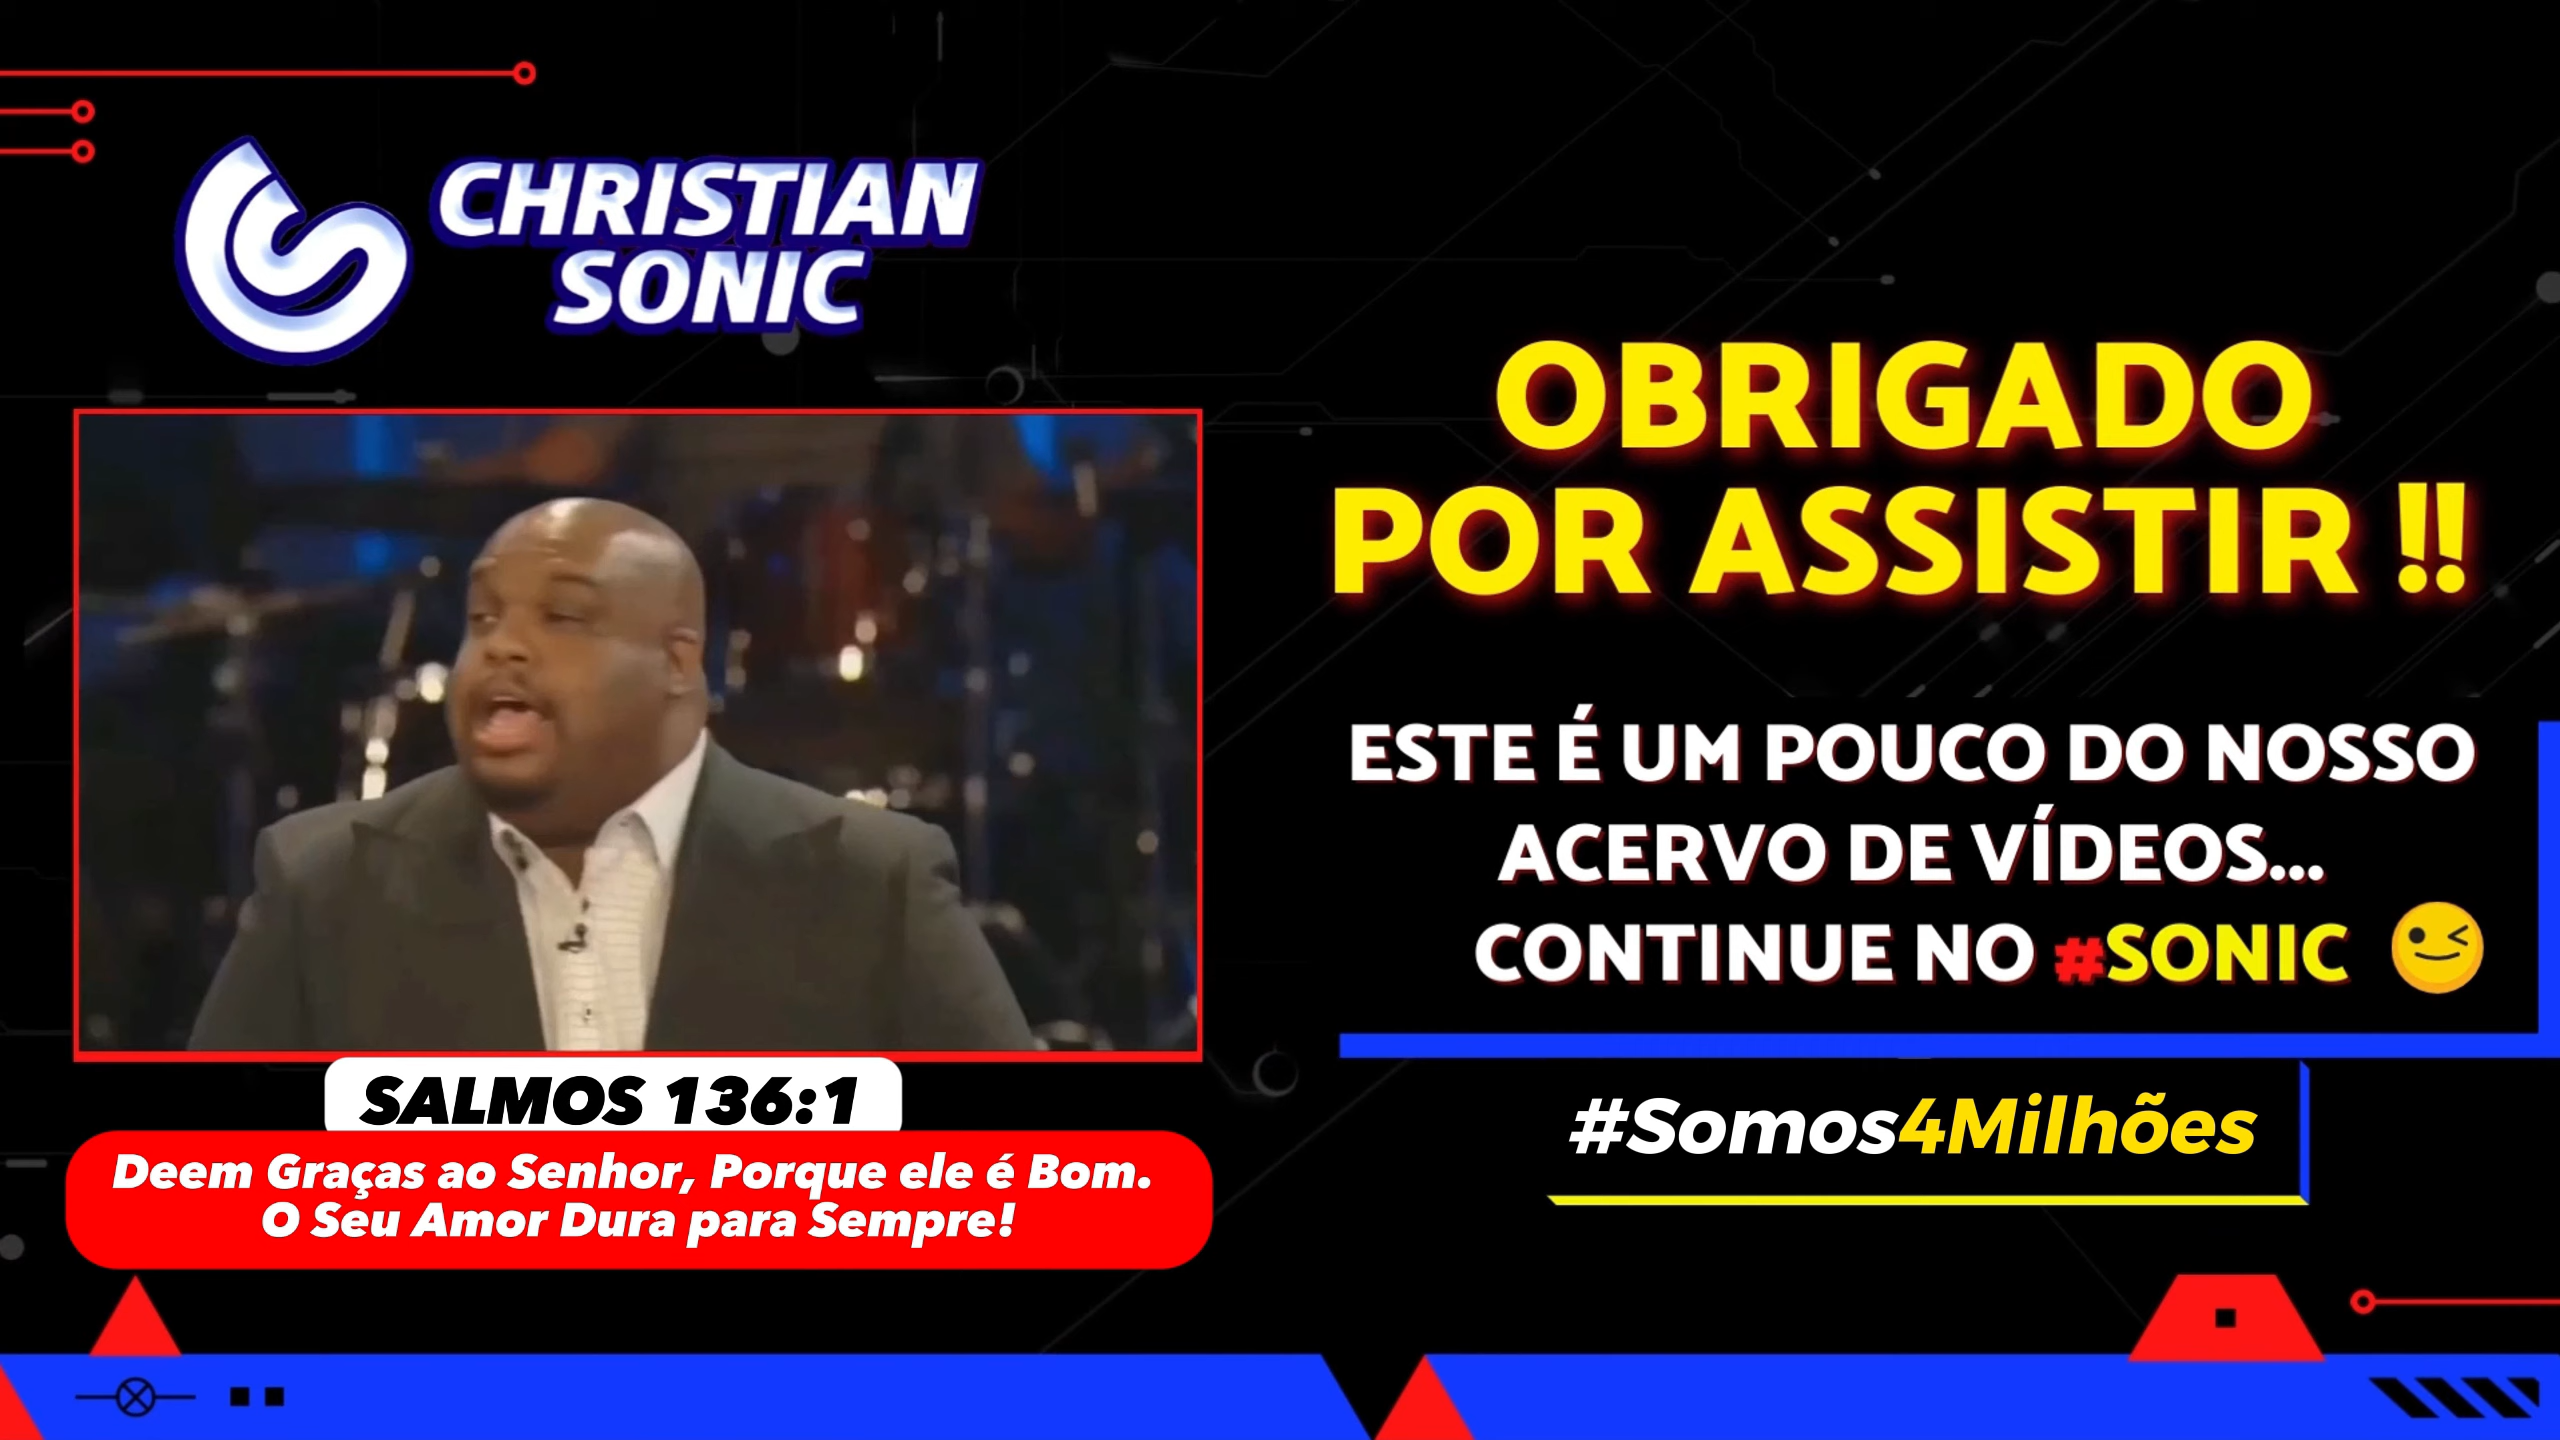 CHRISTIAN
SONIC
OBRIGADO
POR ASSISTIR !!
ESTE É UM POUCO DO NOSSO
ACERVO DE VÍDEOS...
CONTINUE NO #SONIC
#Somos4Milhões
SALMOS 136:1
Deem Graças ao Senhor, Porque ele é Bom.
O Seu Amor Dura para Sempre!